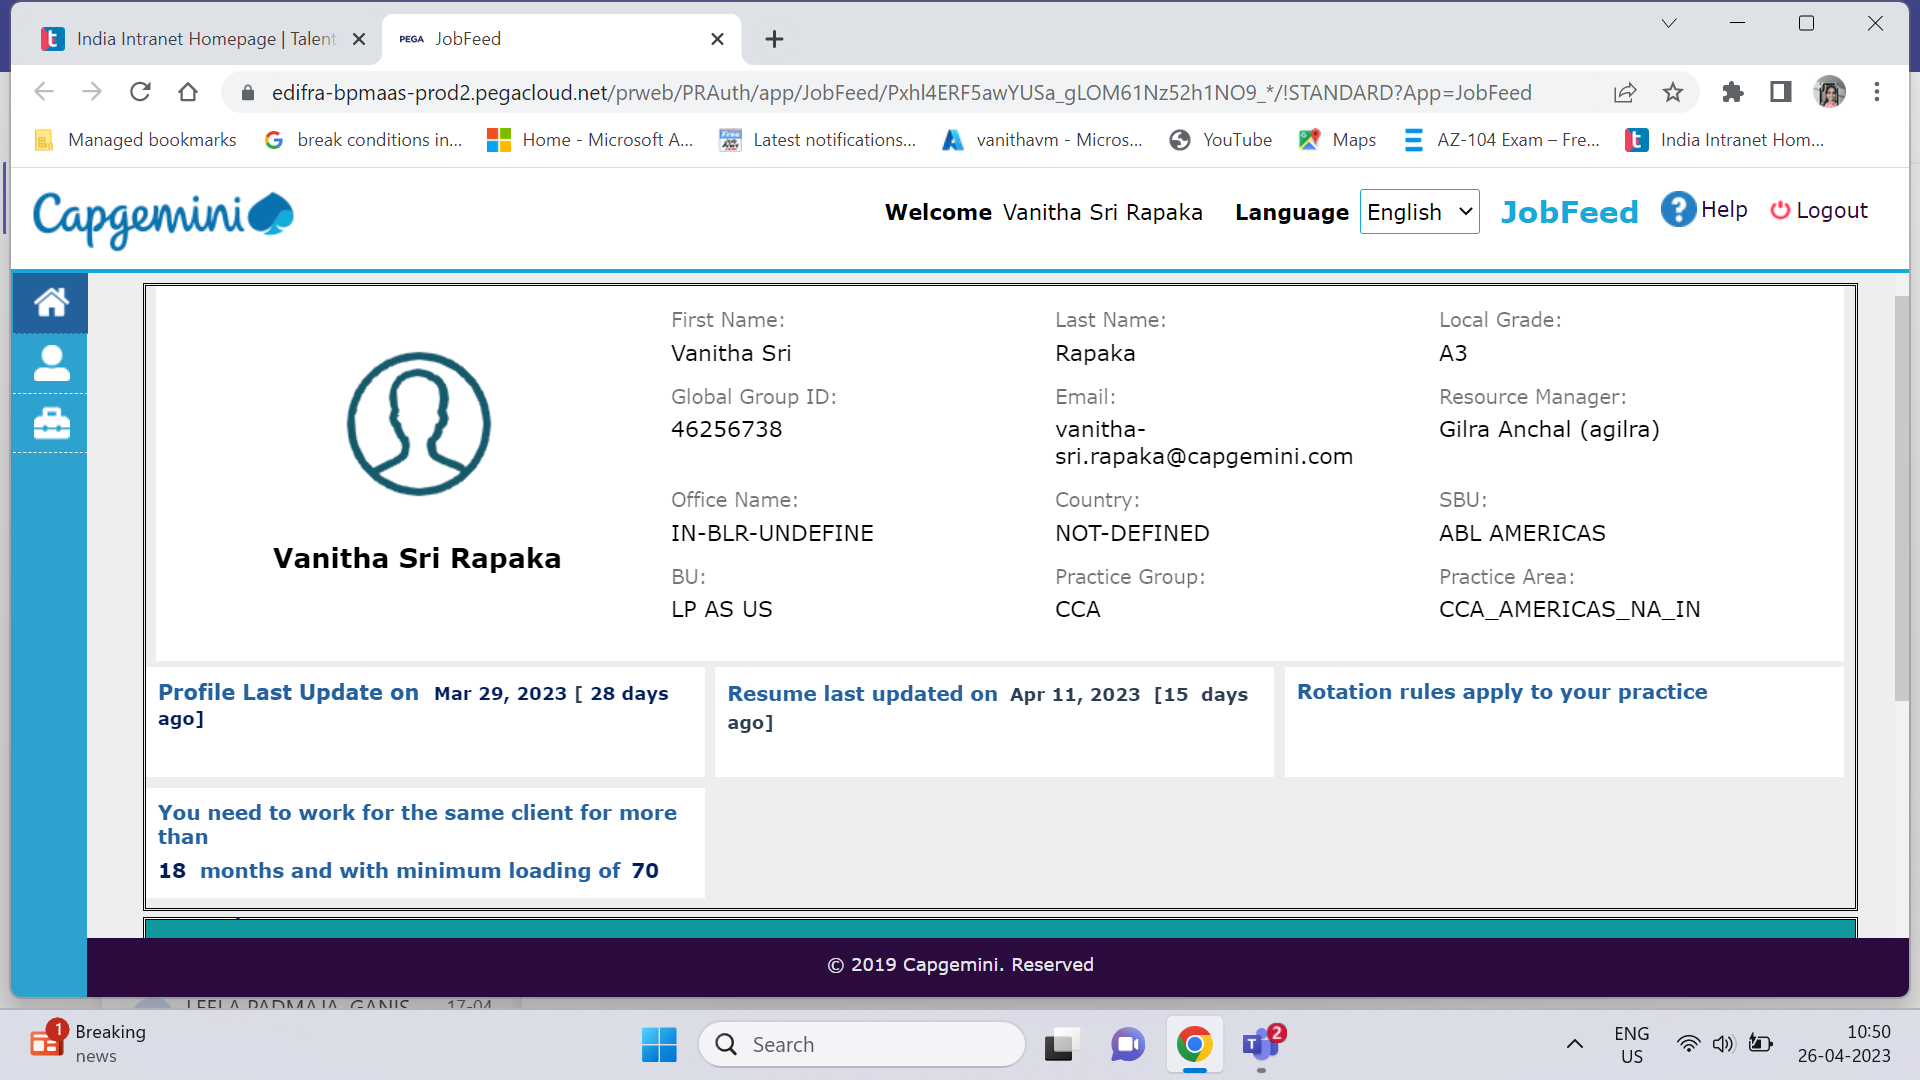 India Intranet Homepage | Talent
PEGA JobFeed
edifra-bpmaas-prod2.pegacloud.net/prweb/PRAuth/app/JobFeed/Pxhl4ERF5awYUSa_gLOM61Nz52h1NO9_*/!STANDARD?App=JobFeed
Managed bookmarks
break conditions in...
Home - Microsoft A...
Latest notifications...
vanithavm - Micros...
YouTube
Maps
AZ-104 Exam – Fre...
India Intranet Hom...
Capgemini
Welcome Vanitha Sri Rapaka
Language English
JobFeed
Help
Logout
First Name:
Vanitha Sri
Last Name:
Rapaka
Local Grade:
A3
Global Group ID:
46256738
Email:
vanitha-
sri.rapaka@capgemini.com
Resource Manager:
Gilra Anchal (agilra)
Office Name:
IN-BLR-UNDEFINE
Country:
NOT-DEFINED
SBU:
ABL AMERICAS
Vanitha Sri Rapaka
BU:
LP AS US
Practice Group:
CCA
Practice Area:
CCA_AMERICAS_NA_IN
Profile Last Update on Mar 29, 2023 [ 28 days
ago]
Resume last updated on Apr 11, 2023 [15 days
ago]
Rotation rules apply to your practice
You need to work for the same client for more
than
18 months and with minimum loading of 70
© 2019 Capgemini. Reserved
17-04
1
Breaking
news
Search
2
ENG
US
10:50
26-04-2023